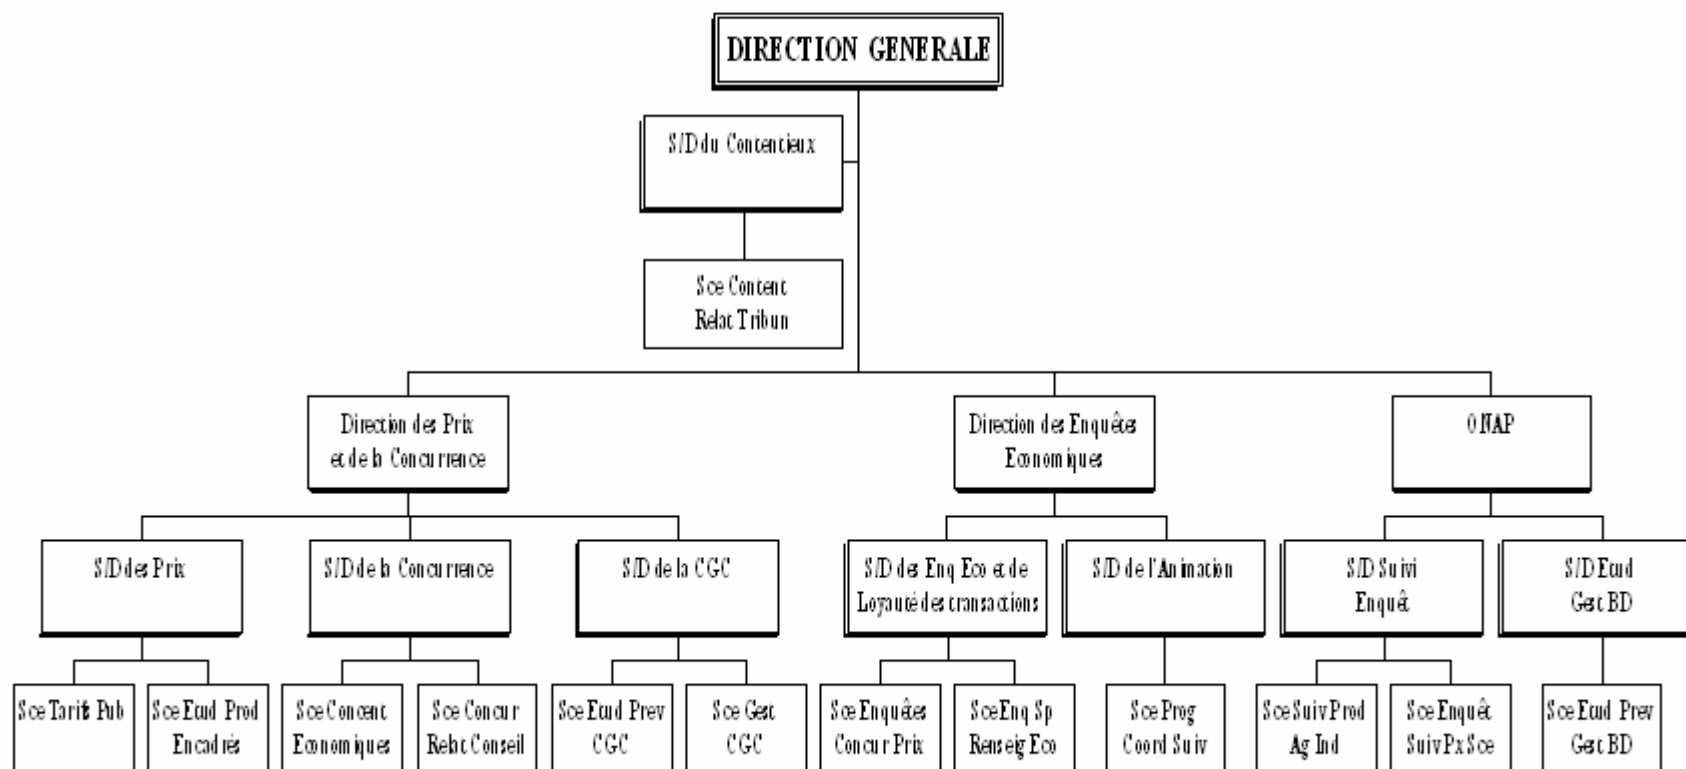 DIRECTION GENERALE
S/D du Contentieux
Sce Content
Relat Tribun
Direction des Prix
et de la Concurrence
Direction des Enquêtes
Economiques
ONAP
S/D des Prix
S/D de la Concurrence
S/D de la CGC
S/D des Enq Eco et de
Loyauté des transactions
S/D de l'Animation
S/D Suivi
Enquêt
S/D Etud
Gest BD
Sce Tarifs Pub
Sce Etud Prod
Encadrés
Sce Concent
Economiques
Sce Concur
Relat Conseil
Sce Etud Prev
CGC
Sce Gest
CGC
Sce Enquêtes
Concur Prix
Sce Enq Sp
Renseig Eco
Sce Prog
Coord Suiv
Sce Suiv Prod
Ag Ind
Sce Enquêt
Suiv Px Sce
Sce Etud Prev
Gest BD